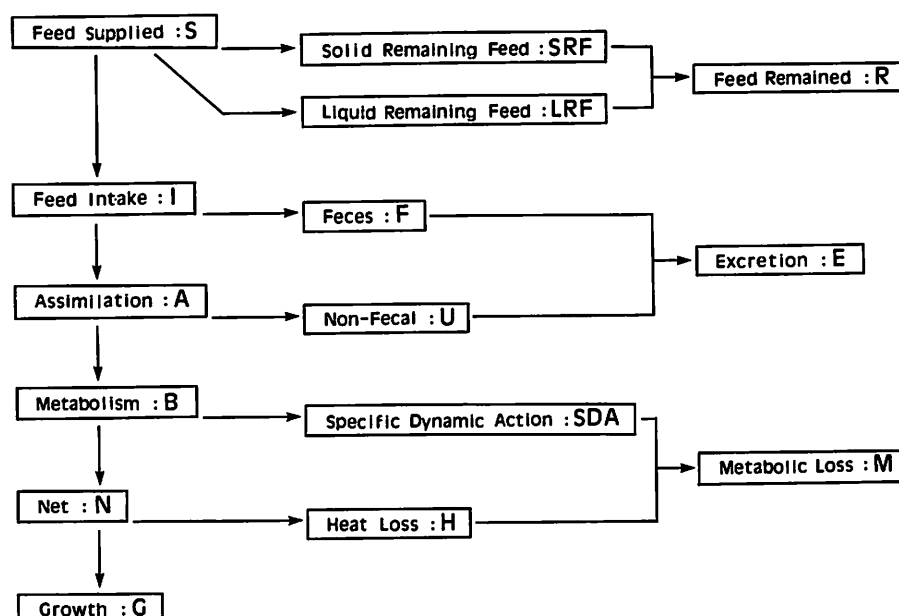 Feed Supplied : S
Solid Remaining Feed : SRF
Feed Remained : R
Liquid Remaining Feed : LRF
Feed Intake : I
Feces : F
Excretion : E
Assimilation : A
Non-Fecal : U
Metabolism : B
Specific Dynamic Action : SDA
Metabolic Loss : M
Net : N
Heat Loss : H
Growth : G